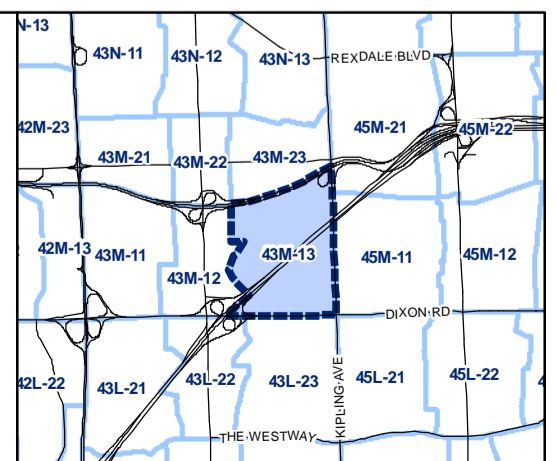 N-13
43N-11
43N-12
43N-13
REXDALE BLVD
42M-23
45M-21
45M-22
43M-21
43M-22
43M-23
42M-13
43M-11
43M-12
43M-13
45M-11
45M-12
DIXON RD
42L-22
43L-21
43L-22
43L-23
45L-21
45L-22
KIPLING AVE
THE WESTWAY